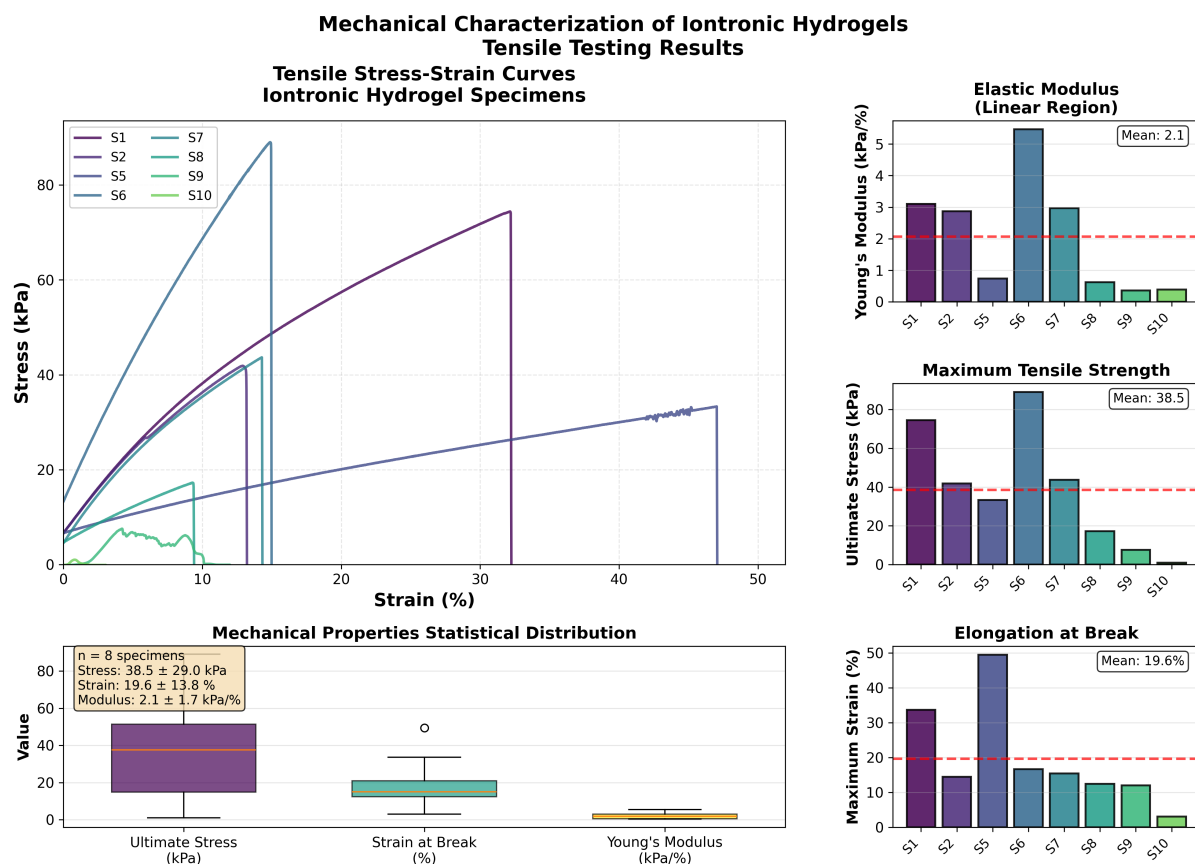 Mechanical Characterization of Iontronic Hydrogels
Tensile Testing Results
Tensile Stress-Strain Curves
Iontronic Hydrogel Specimens
S1
S2
S5
S6
S7
S8
S9
S10
Stress (kPa)
80
60
40
20
0
0 10 20 30 40 50
Strain (%)
Elastic Modulus
(Linear Region)
Mean: 2.1
Young's Modulus (kPa/%)
5
4
3
2
1
0
S1 S2 S5 S6 S7 S8 S9 S10
Maximum Tensile Strength
Mean: 38.5
Ultimate Stress (kPa)
80
60
40
20
0
S1 S2 S5 S6 S7 S8 S9 S10
Mechanical Properties Statistical Distribution
n = 8 specimens
Stress: 38.5 ± 29.0 kPa
Strain: 19.6 ± 13.8 %
Modulus: 2.1 ± 1.7 kPa/%
Value
80
60
40
20
0
Ultimate Stress
(kPa)
Strain at Break
(%)
Young's Modulus
(kPa/%)
Elongation at Break
Mean: 19.6%
Maximum Strain (%)
50
40
30
20
10
0
S1 S2 S5 S6 S7 S8 S9 S10